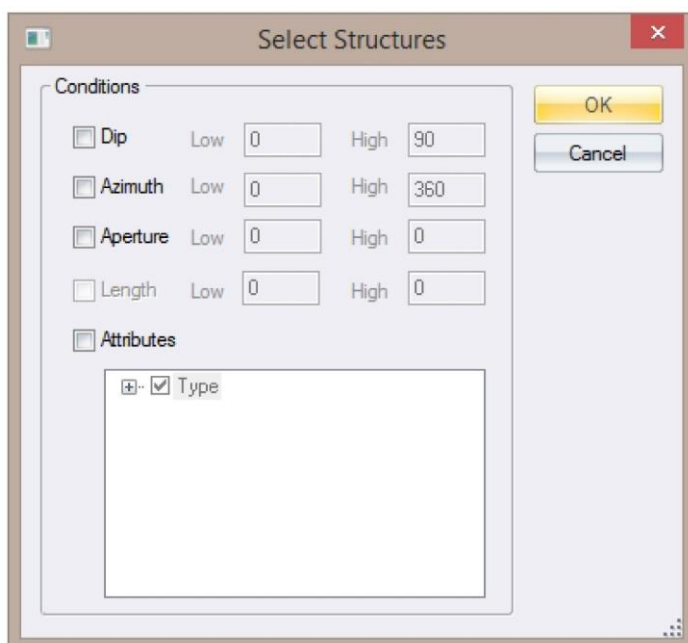 Select Structures
Conditions
OK
Dip Low 0 High 90
Cancel
Azimuth Low 0 High 360
Aperture Low 0 High 0
Length Low 0 High 0
Attributes
Type